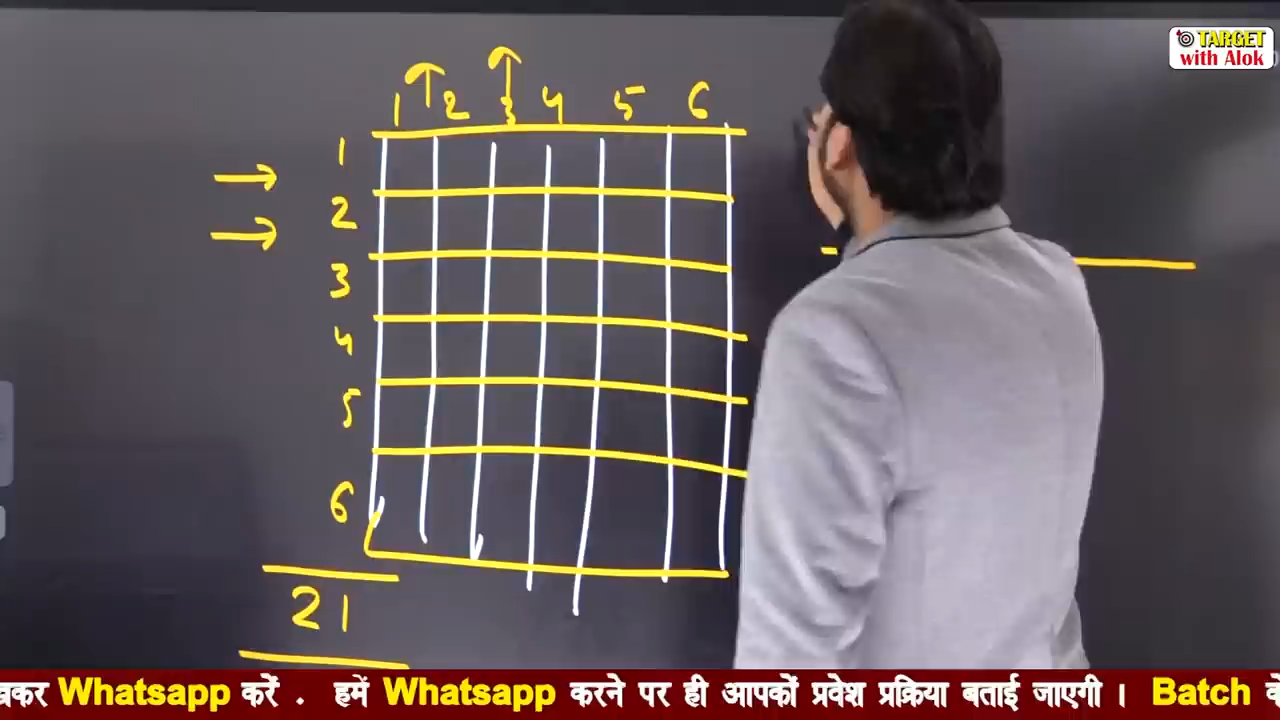 TARGET
with Alok
1 2 3 4 5 6
1
2
3
4
5
6
21
करें . हमें Whatsapp करने पर ही आपकों प्रवेश प्रक्रिया बताई जाएगी । Batch